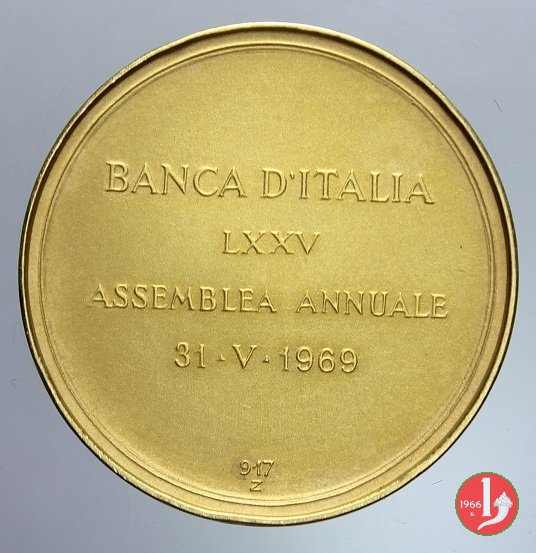 BANCA D'ITALIA
LXXV
ASSEMBLEA ANNUALE
31·V·1969
917
Z
1966
R